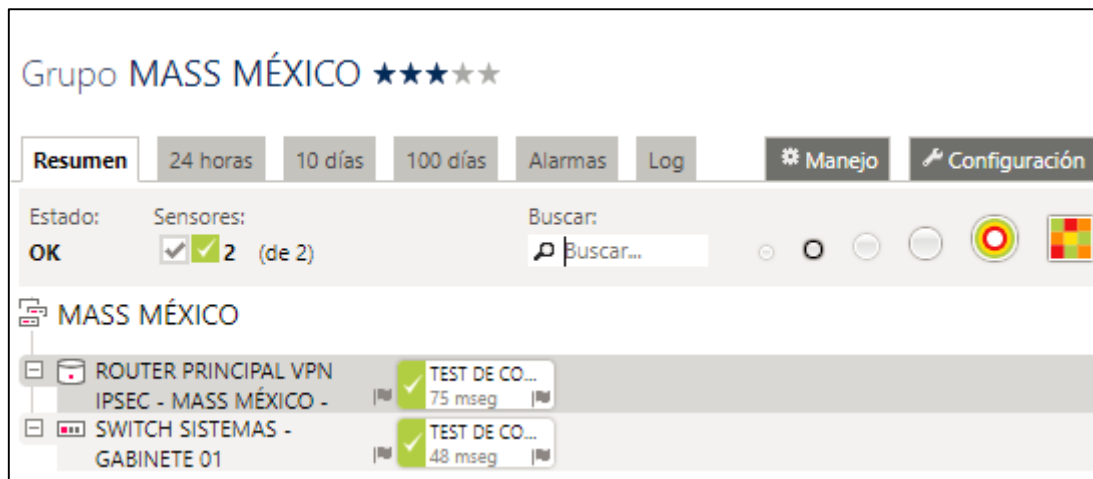 Grupo MASS MÉXICO
Resumen 24 horas 10 días 100 días Alarmas Log Manejo Configuración
Estado: Sensores: Buscar:
OK 2 (de 2) Buscar...
MASS MÉXICO
ROUTER PRINCIPAL VPN TEST DE CO...
IPSEC - MASS MÉXICO - 75 mseg
SWITCH SISTEMAS - TEST DE CO...
GABINETE 01 48 mseg